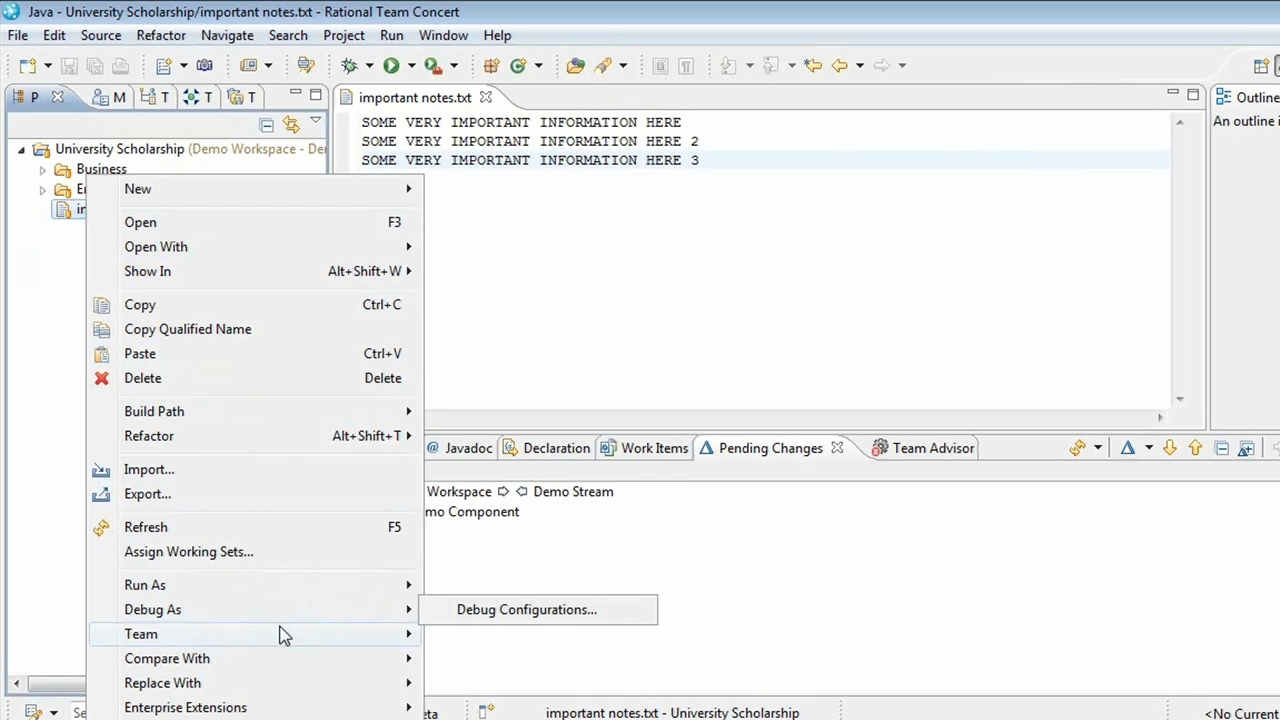 Java - University Scholarship/important notes.txt - Rational Team Concert
File Edit Source Refactor Navigate Search Project Run Window Help
P M T T T
important notes.txt
Outline
SOME VERY IMPORTANT INFORMATION HERE
SOME VERY IMPORTANT INFORMATION HERE 2
SOME VERY IMPORTANT INFORMATION HERE 3
An outline i
University Scholarship (Demo Workspace - De
Business
New
Open F3
Open With
Show In Alt+Shift+W
Copy Ctrl+C
Copy Qualified Name
Paste Ctrl+V
Delete Delete
Build Path
Refactor Alt+Shift+T
Import...
Export...
Refresh F5
Assign Working Sets...
Run As
Debug As
Team
Compare With
Replace With
Enterprise Extensions
Debug Configurations...
@ Javadoc Declaration Work Items Pending Changes Team Advisor
Workspace Demo Stream
mo Component
important notes.txt - University Scholarship
<No Current